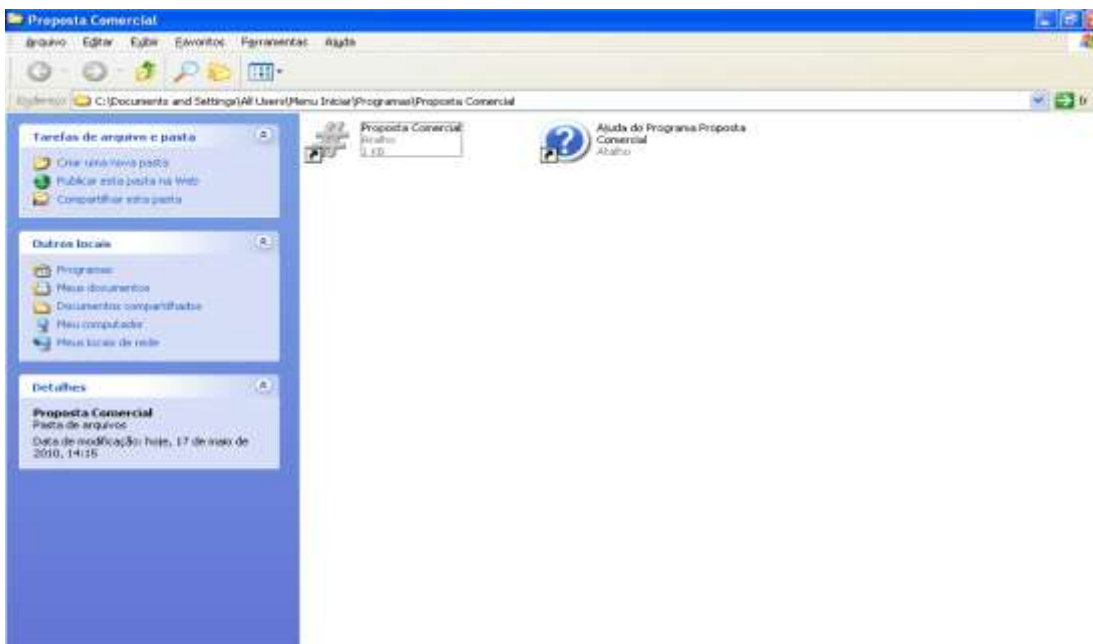 Proposta Comercial
Arquivo Editar Exibir Favoritos Ferramentas Ajuda
Endereço C:\Documents and Settings\All Users\Menu Iniciar\Programas\Proposta Comercial Ir
Tarefas de arquivo e pasta
Criar uma nova pasta
Publicar esta pasta na Web
Compartilhar esta pasta
Outros locais
Programas
Meus documentos
Documentos compartilhados
Meu computador
Meus locais de rede
Detalhes
Proposta Comercial
Pasta de arquivos
Data de modificação: hoje, 17 de maio de
2010, 14:15
Proposta Comercial
Atalho
1 KB
Ajuda do Programa Proposta
Comercial
Atalho